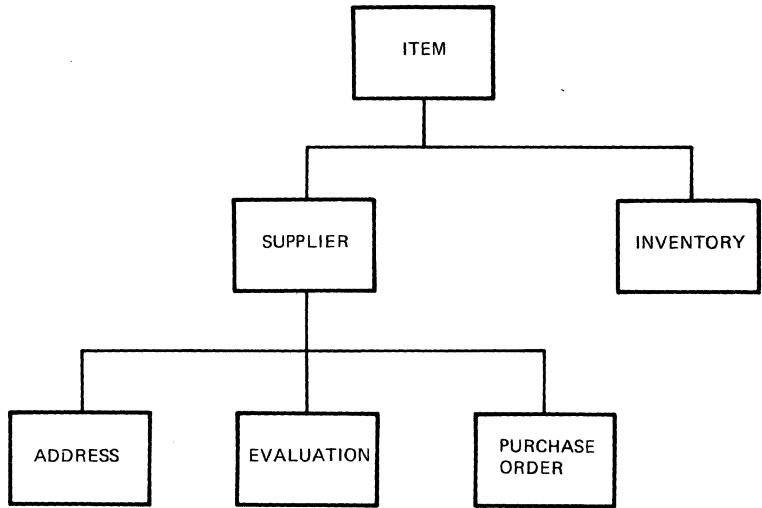 ITEM
SUPPLIER
INVENTORY
ADDRESS
EVALUATION
PURCHASE
ORDER